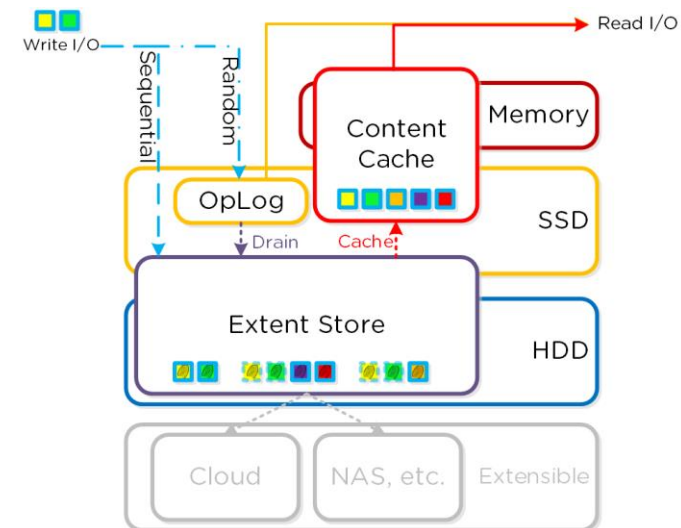 Write I/O
Read I/O
Sequential
Random
Memory
Content
Cache
OpLog
SSD
Drain
Cache
Extent Store
HDD
Cloud
NAS, etc.
Extensible